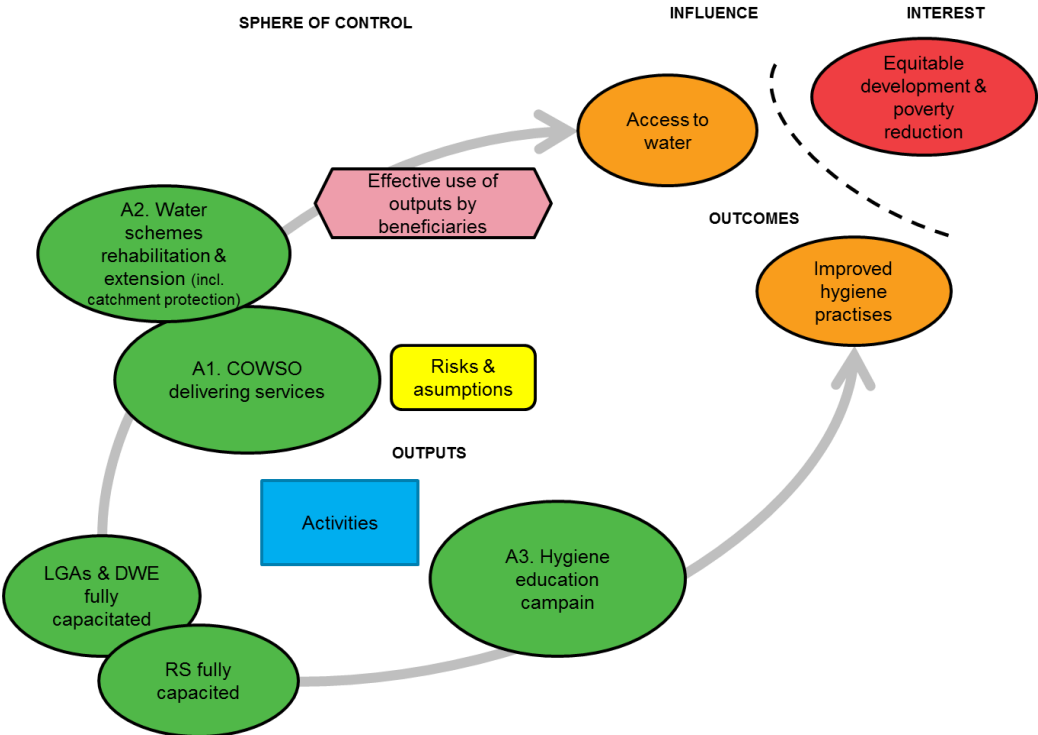 SPHERE OF CONTROL
INFLUENCE
INTEREST
Equitable
development &
poverty
reduction
Access to
water
Effective use of
outputs by
beneficiaries
A2. Water
schemes
rehabilitation &
extension (incl.
catchment protection)
OUTCOMES
Improved
hygiene
practises
A1. COWSO
delivering services
Risks &
asumptions
OUTPUTS
Activities
A3. Hygiene
education
campain
LGAs & DWE
fully
capacitated
RS fully
capacited